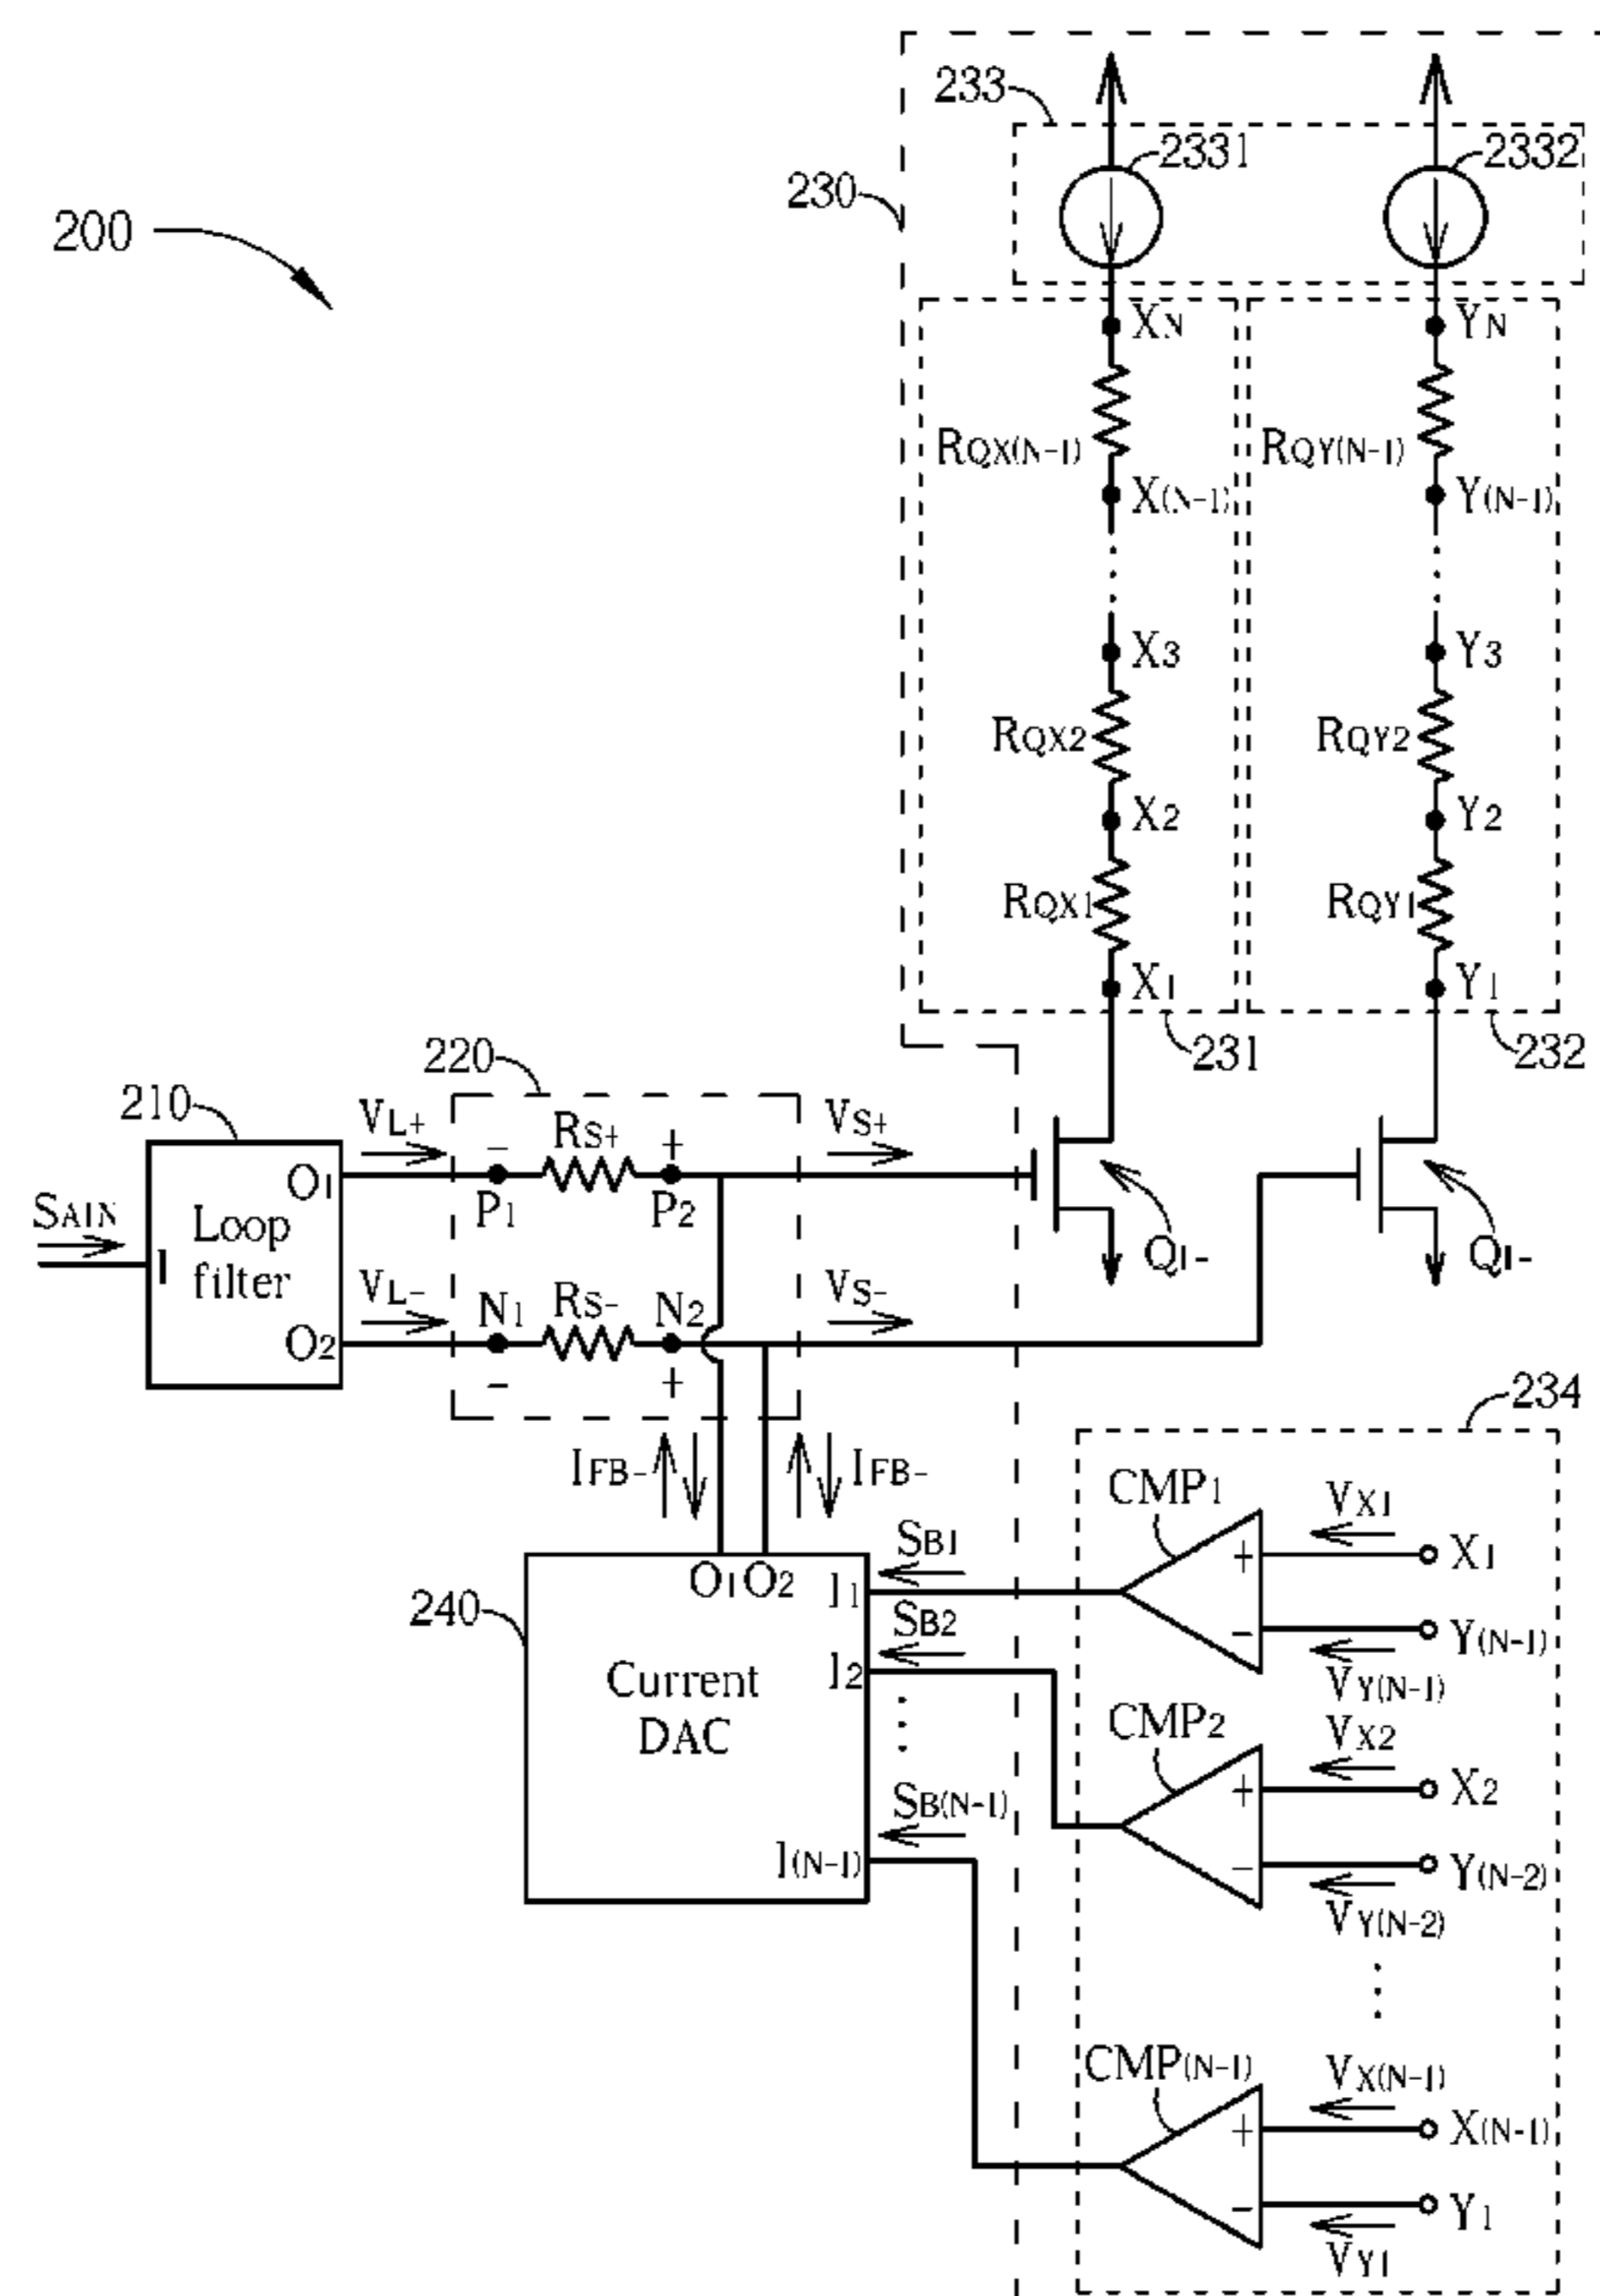 233
2331
2332
230
200
XN
YN
RQX(N-1)
RQY(N-1)
X(N-1)
Y(N-1)
X3
Y3
RQX2
RQY2
X2
Y2
RQX1
RQY1
X1
Y1
231
232
220
210
VL+
- RS+ +
VS+
O1
P1
P2
SAIN
I
Loop
filter
QI-
QI-
VL-
N1
RS-
N2
VS-
O2
- +
234
IFB-
IFB-
CMP1
VX1
+
X1
SB1
O1 O2
I1
240
-
Y(N-1)
VY(N-1)
SB2
I2
Current
DAC
CMP2
VX2
+
X2
SB(N-1)
I(N-1)
-
Y(N-2)
VY(N-2)
CMP(N-1)
VX(N-1)
+
X(N-1)
-
Y1
VY1